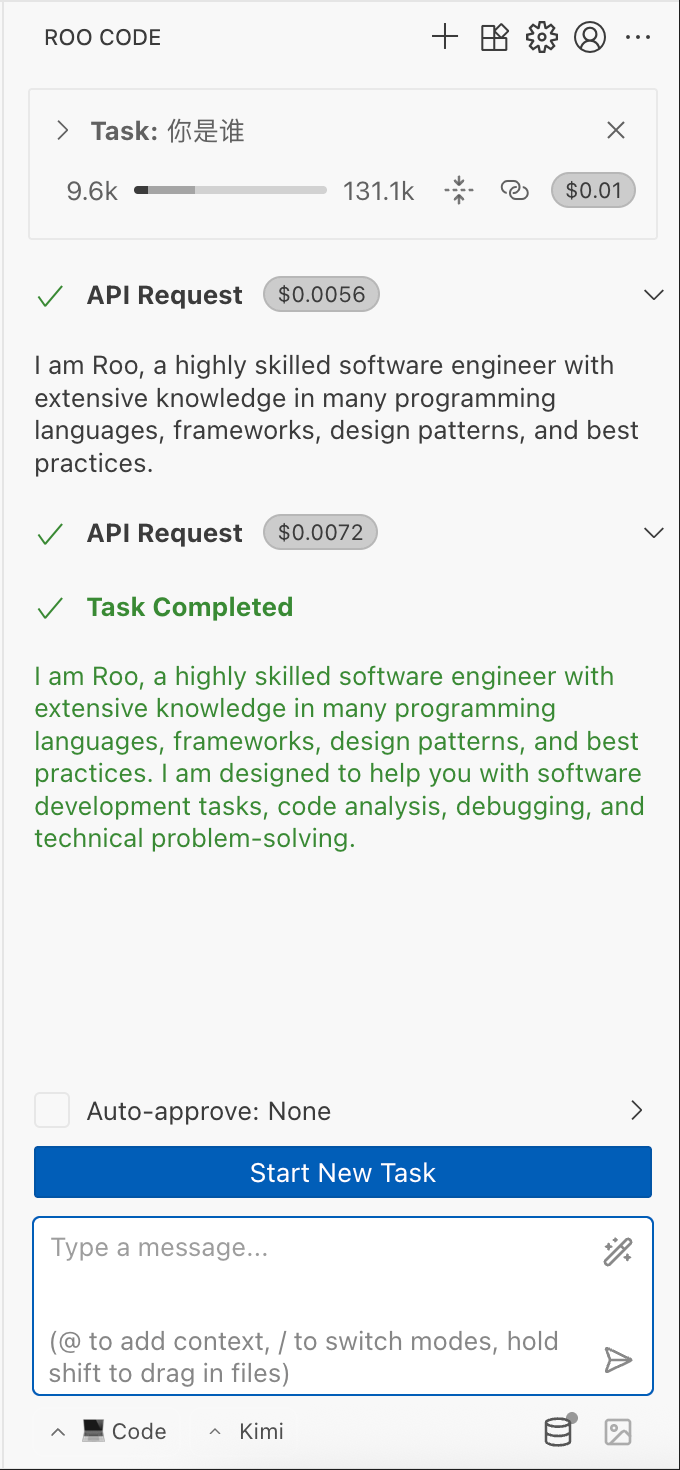 ROO CODE
Task: 你是谁
9.6k 131.1k $0.01
API Request $0.0056
I am Roo, a highly skilled software engineer with
extensive knowledge in many programming
languages, frameworks, design patterns, and best
practices.
API Request $0.0072
Task Completed
I am Roo, a highly skilled software engineer with
extensive knowledge in many programming
languages, frameworks, design patterns, and best
practices. I am designed to help you with software
development tasks, code analysis, debugging, and
technical problem-solving.
Auto-approve: None
Start New Task
Type a message...
(@ to add context, / to switch modes, hold
shift to drag in files)
Code Kimi